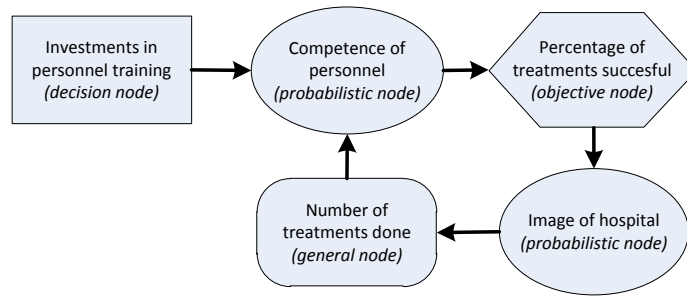 Investments in
personnel training
(decision node)
Competence of
personnel
(probabilistic node)
Percentage of
treatments succesful
(objective node)
Number of
treatments done
(general node)
Image of hospital
(probabilistic node)